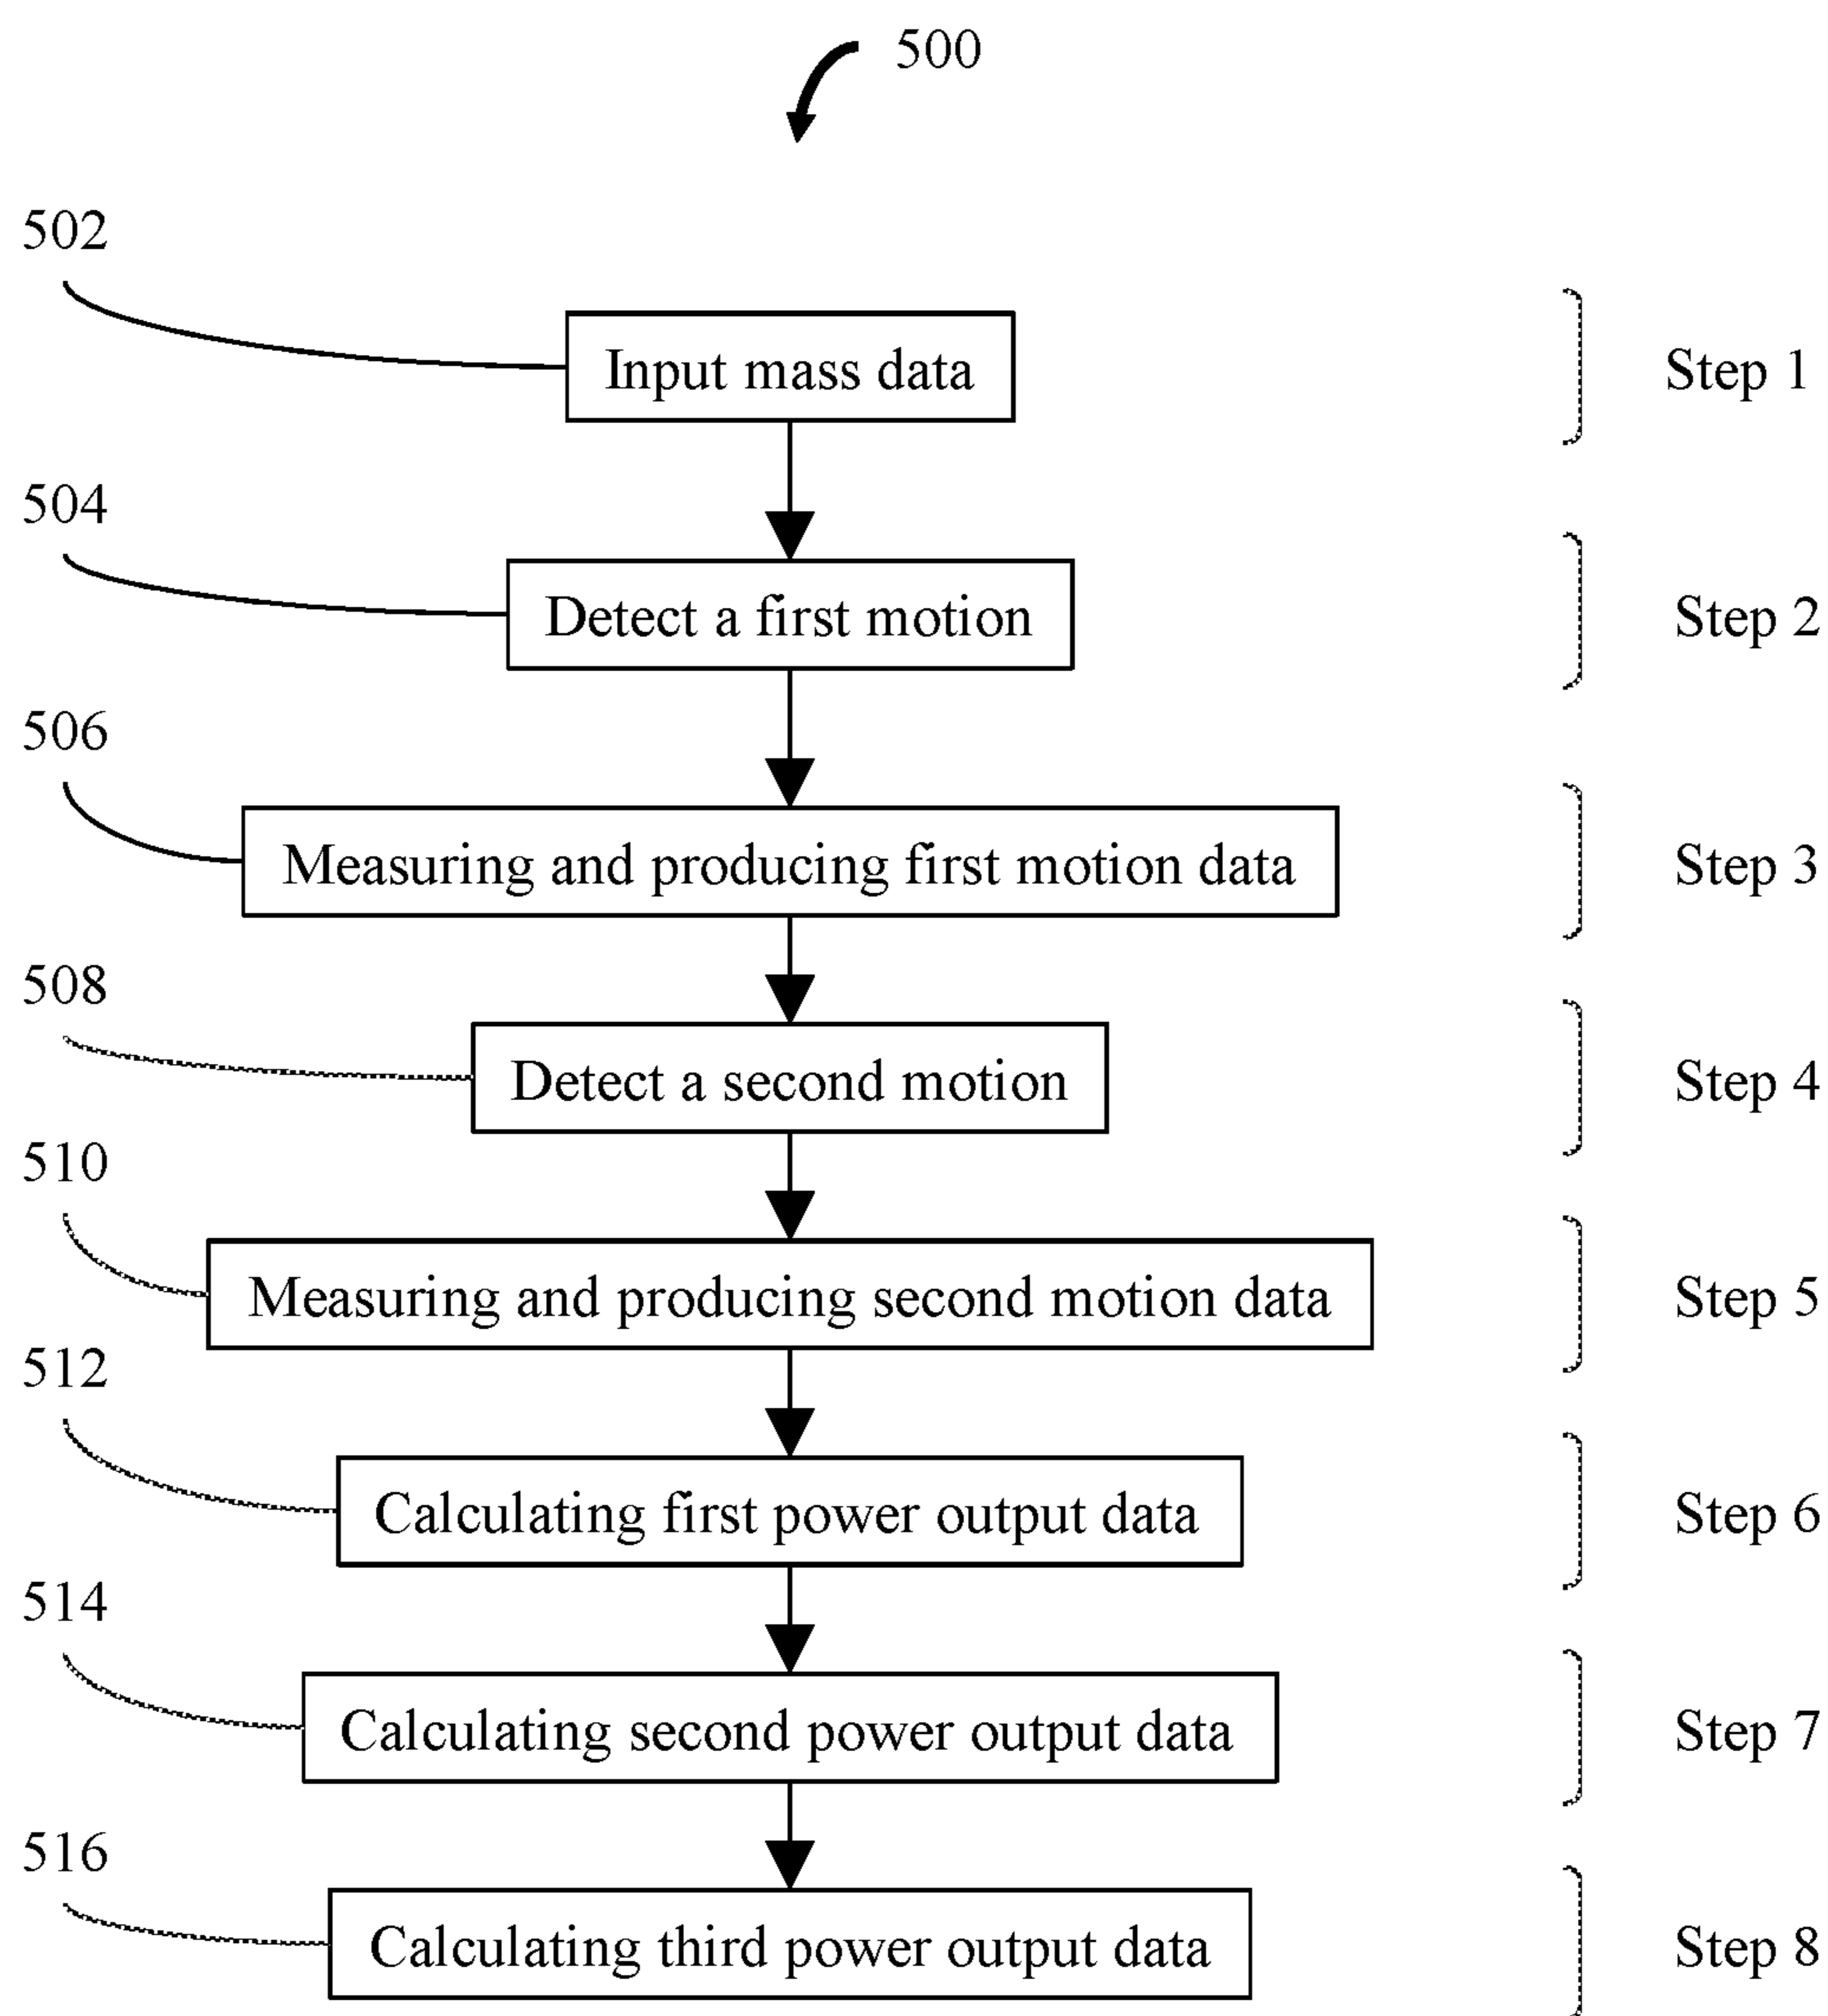 500
502
Input mass data
Step 1
504
Detect a first motion
Step 2
506
Measuring and producing first motion data
Step 3
508
Detect a second motion
Step 4
510
Measuring and producing second motion data
Step 5
512
Calculating first power output data
Step 6
514
Calculating second power output data
Step 7
516
Calculating third power output data
Step 8